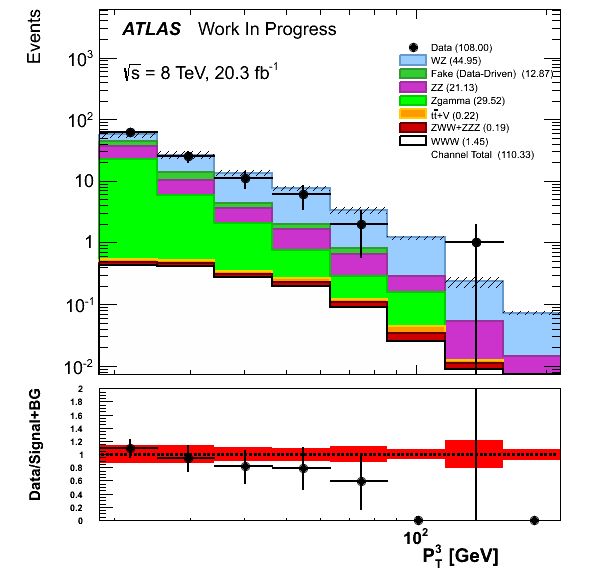 Events
ATLAS Work In Progress
√s = 8 TeV, 20.3 fb⁻¹
Data (108.00)
WZ (44.95)
Fake (Data-Driven) (12.87)
ZZ (21.13)
Zgamma (29.52)
tt̄+V (0.22)
ZWW+ZZZ (0.19)
WWW (1.45)
Channel Total (110.33)
10³
10²
10
1
10⁻¹
10⁻²
Data/Signal+BG
2
1.8
1.6
1.4
1.2
1
0.8
0.6
0.4
0.2
0
10²
P³_T [GeV]